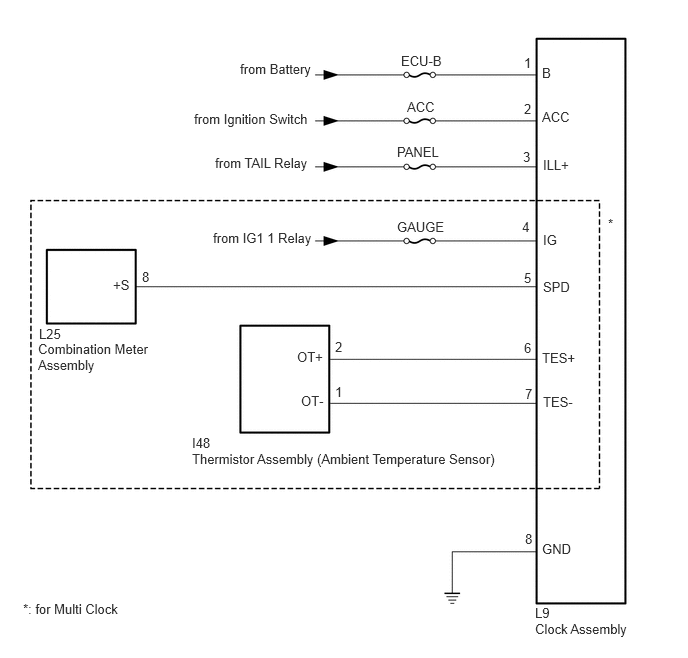 ECU-B
from Battery
1
B
ACC
from Ignition Switch
2
ACC
PANEL
from TAIL Relay
3
ILL+
*
GAUGE
from IG1 1 Relay
4
IG
+S
8
5
SPD
L25
Combination Meter
Assembly
OT+
2
6
TES+
OT-
1
7
TES-
I48
Thermistor Assembly (Ambient Temperature Sensor)
8
GND
*: for Multi Clock
L9
Clock Assembly